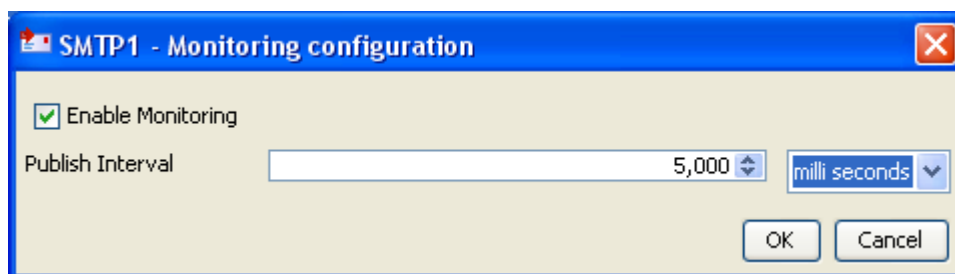 SMTP1 - Monitoring configuration
Enable Monitoring
Publish Interval 5,000 milli seconds
OK Cancel